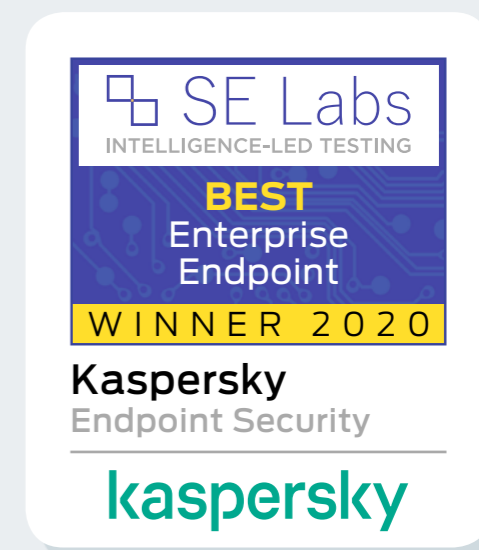 SE Labs
INTELLIGENCE-LED TESTING
BEST
Enterprise
Endpoint
WINNER 2020
Kaspersky
Endpoint Security
kaspersky